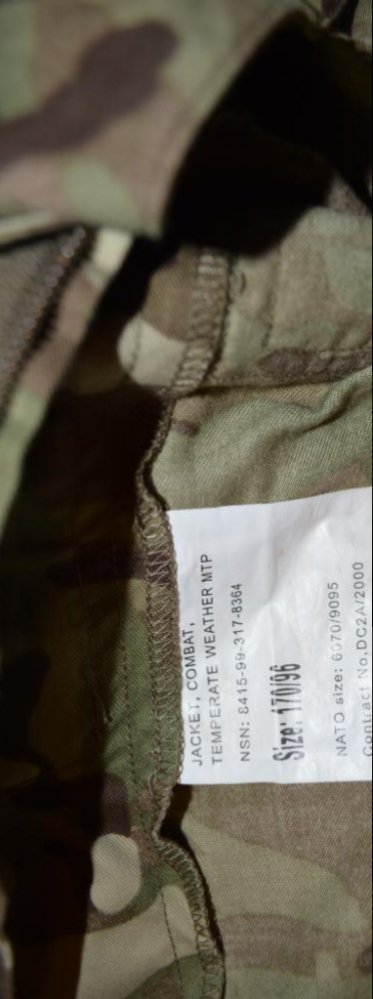 JACKET, COMBAT,
TEMPERATE WEATHER MTP
NSN: 8415-99-317-8364
Size: 170/96
NATO size: 6070/9095
Contract No.DC2A/2000